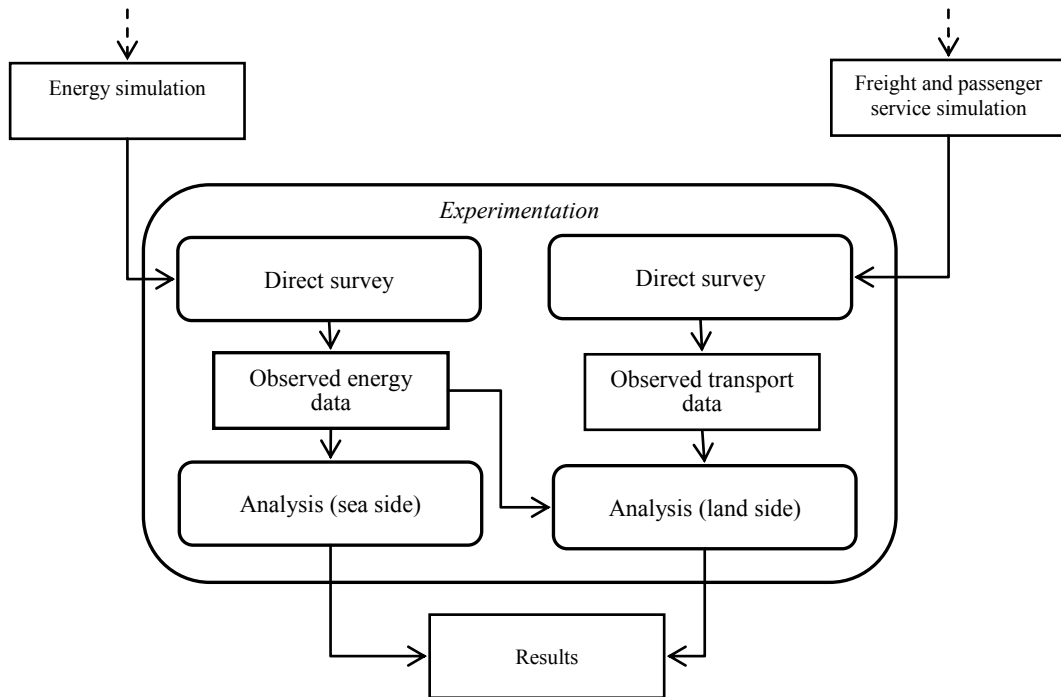 Energy simulation
Freight and passenger
service simulation
Experimentation
Direct survey
Direct survey
Observed energy
data
Observed transport
data
Analysis (sea side)
Analysis (land side)
Results